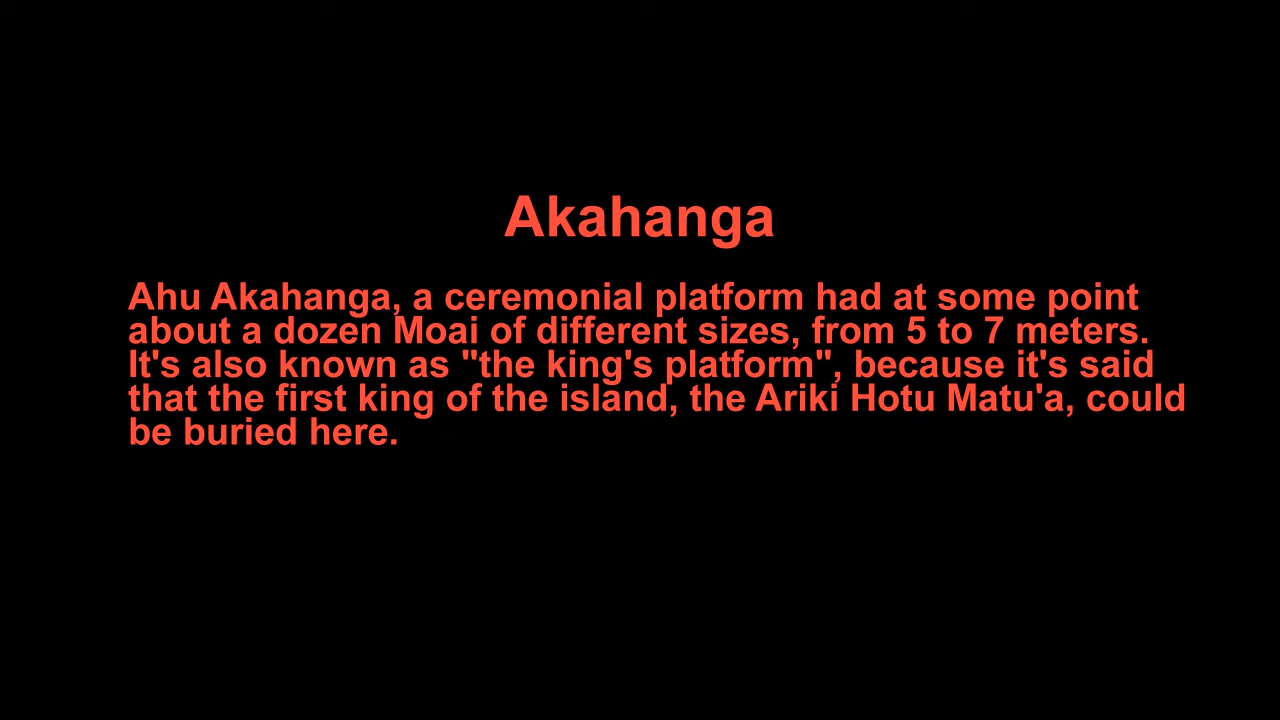 Akahanga
Ahu Akahanga, a ceremonial platform had at some point
about a dozen Moai of different sizes, from 5 to 7 meters.
It's also known as "the king's platform", because it's said
that the first king of the island, the Ariki Hotu Matu'a, could
be buried here.